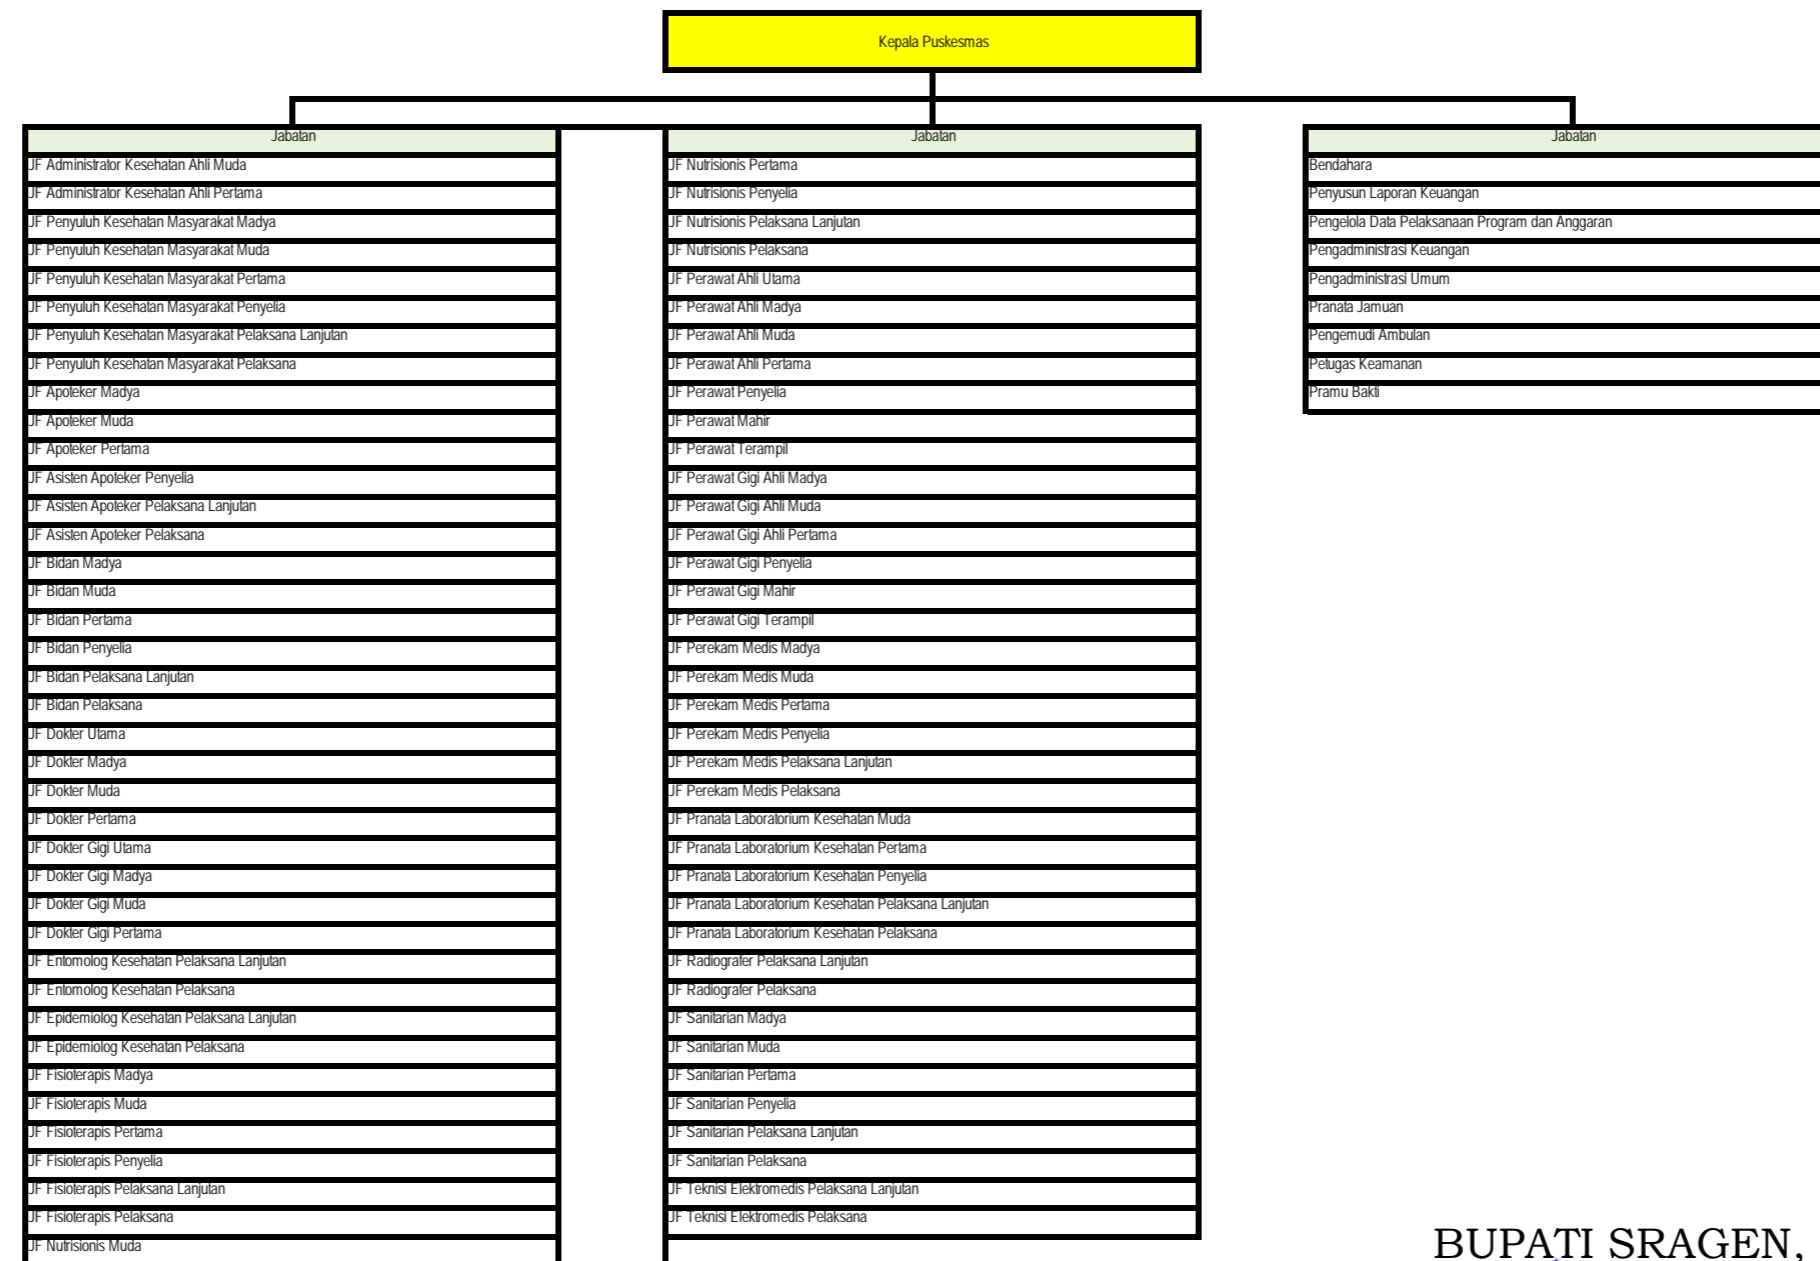 Kepala Puskesmas
Jabatan
JF Administrator Kesehatan Ahli Muda
JF Administrator Kesehatan Ahli Pertama
JF Penyuluh Kesehatan Masyarakat Madya
JF Penyuluh Kesehatan Masyarakat Muda
JF Penyuluh Kesehatan Masyarakat Pertama
JF Penyuluh Kesehatan Masyarakat Penyelia
JF Penyuluh Kesehatan Masyarakat Pelaksana Lanjutan
JF Penyuluh Kesehatan Masyarakat Pelaksana
JF Apoteker Madya
JF Apoteker Muda
JF Apoteker Pertama
JF Asisten Apoteker Penyelia
JF Asisten Apoteker Pelaksana Lanjutan
JF Asisten Apoteker Pelaksana
JF Bidan Madya
JF Bidan Muda
JF Bidan Pertama
JF Bidan Penyelia
JF Bidan Pelaksana Lanjutan
JF Bidan Pelaksana
JF Dokter Utama
JF Dokter Madya
JF Dokter Muda
JF Dokter Pertama
JF Dokter Gigi Utama
JF Dokter Gigi Madya
JF Dokter Gigi Muda
JF Dokter Gigi Pertama
JF Entomolog Kesehatan Pelaksana Lanjutan
JF Entomolog Kesehatan Pelaksana
JF Epidemiolog Kesehatan Pelaksana Lanjutan
JF Epidemiolog Kesehatan Pelaksana
JF Fisioterapis Madya
JF Fisioterapis Muda
JF Fisioterapis Pertama
JF Fisioterapis Penyelia
JF Fisioterapis Pelaksana Lanjutan
JF Fisioterapis Pelaksana
JF Nutrisionis Muda
Jabatan
JF Nutrisionis Pertama
JF Nutrisionis Penyelia
JF Nutrisionis Pelaksana Lanjutan
JF Nutrisionis Pelaksana
JF Perawat Ahli Utama
JF Perawat Ahli Madya
JF Perawat Ahli Muda
JF Perawat Ahli Pertama
JF Perawat Penyelia
JF Perawat Mahir
JF Perawat Terampil
JF Perawat Gigi Ahli Madya
JF Perawat Gigi Ahli Muda
JF Perawat Gigi Ahli Pertama
JF Perawat Gigi Penyelia
JF Perawat Gigi Mahir
JF Perawat Gigi Terampil
JF Perekam Medis Madya
JF Perekam Medis Muda
JF Perekam Medis Pertama
JF Perekam Medis Penyelia
JF Perekam Medis Pelaksana Lanjutan
JF Perekam Medis Pelaksana
JF Pranata Laboratorium Kesehatan Muda
JF Pranata Laboratorium Kesehatan Pertama
JF Pranata Laboratorium Kesehatan Penyelia
JF Pranata Laboratorium Kesehatan Pelaksana Lanjutan
JF Pranata Laboratorium Kesehatan Pelaksana
JF Radiografer Pelaksana Lanjutan
JF Radiografer Pelaksana
JF Sanitarian Madya
JF Sanitarian Muda
JF Sanitarian Pertama
JF Sanitarian Penyelia
JF Sanitarian Pelaksana Lanjutan
JF Sanitarian Pelaksana
JF Teknisi Elektromedis Pelaksana Lanjutan
JF Teknisi Elektromedis Pelaksana
Jabatan
Bendahara
Penyusun Laporan Keuangan
Pengelola Data Pelaksanaan Program dan Anggaran
Pengadministrasi Keuangan
Pengadministrasi Umum
Pranata Jamuan
Pengemudi Ambulan
Petugas Keamanan
Pramu Bakti
BUPATI SRAGEN,